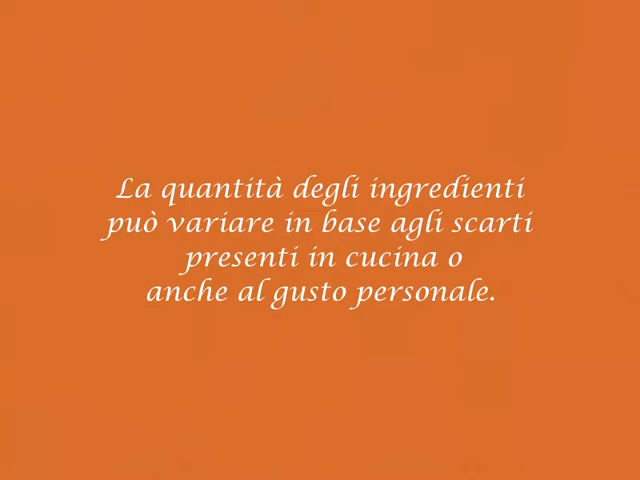 La quantità degli ingredienti
può variare in base agli scarti
presenti in cucina o
anche al gusto personale.